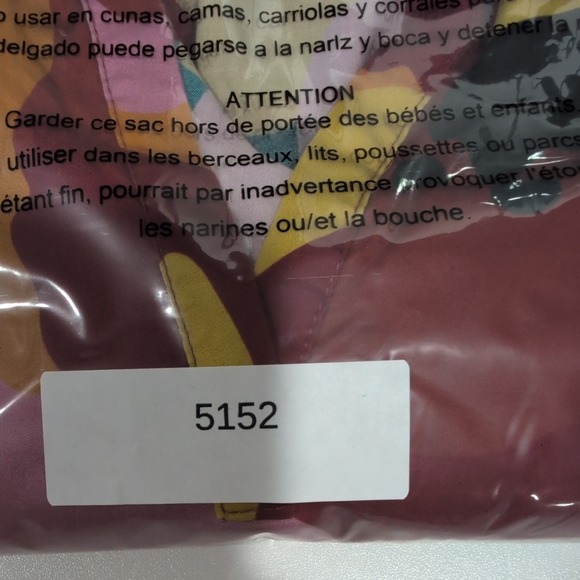 usar en cunas, camas, carriolas y corrales
delgado puede pegarse a la narlz y boca y detener la
ATTENTION
Garder ce sac hors de portée des bébés et enfants.
utiliser dans les berceaux, lits, poussettes ou parcs
étant fin, pourrait par inadvertance provoquer l'étou
les narines ou/et la bouche.
5152